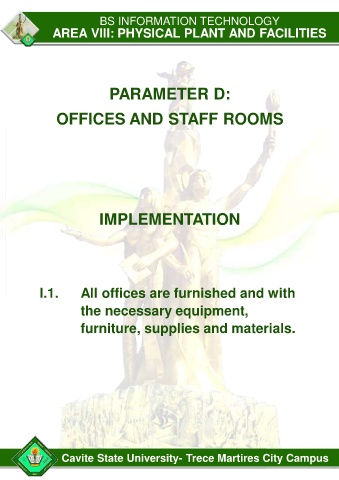 BS INFORMATION TECHNOLOGY
AREA VIII: PHYSICAL PLANT AND FACILITIES
PARAMETER D:
OFFICES AND STAFF ROOMS
IMPLEMENTATION
I.1. All offices are furnished and with
the necessary equipment,
furniture, supplies and materials.
Cavite State University- Trece Martires City Campus